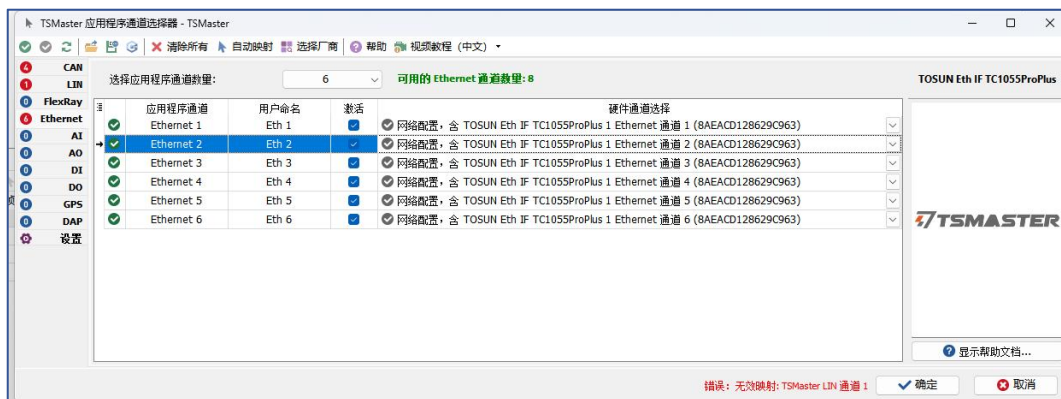 TSMaster 应用程序通道选择器 - TSMaster
清除所有 自动映射 选择厂商 帮助 视频教程 (中文)
4 CAN
1 LIN
0 FlexRay
6 Ethernet
0 AI
0 AO
0 DI
0 DO
0 GPS
0 DAP
设置
选择应用程序通道数量: 6 可用的 Ethernet 通道数量: 8
TOSUN Eth IF TC1055ProPlus
应用程序通道 用户命名 激活 硬件通道选择
Ethernet 1 Eth 1 网络配置，含 TOSUN Eth IF TC1055ProPlus 1 Ethernet 通道 1 (8AEACD128629C963)
Ethernet 2 Eth 2 网络配置，含 TOSUN Eth IF TC1055ProPlus 1 Ethernet 通道 2 (8AEACD128629C963)
Ethernet 3 Eth 3 网络配置，含 TOSUN Eth IF TC1055ProPlus 1 Ethernet 通道 3 (8AEACD128629C963)
Ethernet 4 Eth 4 网络配置，含 TOSUN Eth IF TC1055ProPlus 1 Ethernet 通道 4 (8AEACD128629C963)
Ethernet 5 Eth 5 网络配置，含 TOSUN Eth IF TC1055ProPlus 1 Ethernet 通道 5 (8AEACD128629C963)
Ethernet 6 Eth 6 网络配置，含 TOSUN Eth IF TC1055ProPlus 1 Ethernet 通道 6 (8AEACD128629C963)
TSMASTER
显示帮助文档...
错误: 无效映射: TSMaster LIN 通道 1
确定
取消